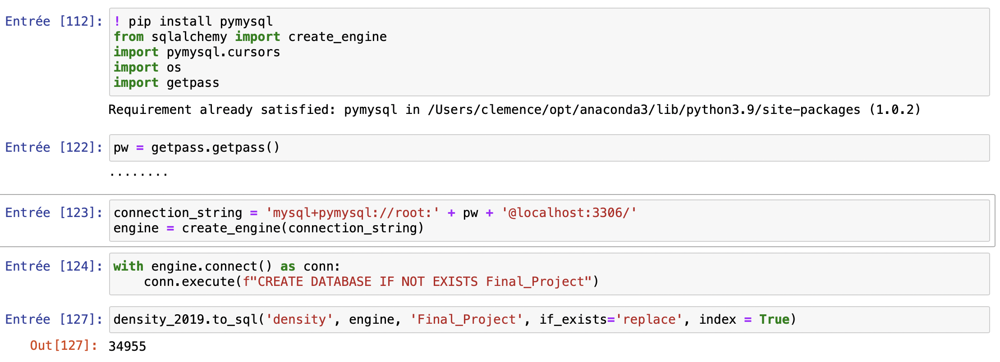 Entrée [112]: ! pip install pymysql
from sqlalchemy import create_engine
import pymysql.cursors
import os
import getpass
Requirement already satisfied: pymysql in /Users/clemence/opt/anaconda3/lib/python3.9/site-packages (1.0.2)
Entrée [122]: pw = getpass.getpass()
........
Entrée [123]: connection_string = 'mysql+pymysql://root:' + pw + '@localhost:3306/'
engine = create_engine(connection_string)
Entrée [124]: with engine.connect() as conn:
    conn.execute(f"CREATE DATABASE IF NOT EXISTS Final_Project")
Entrée [127]: density_2019.to_sql('density', engine, 'Final_Project', if_exists='replace', index = True)
Out[127]: 34955